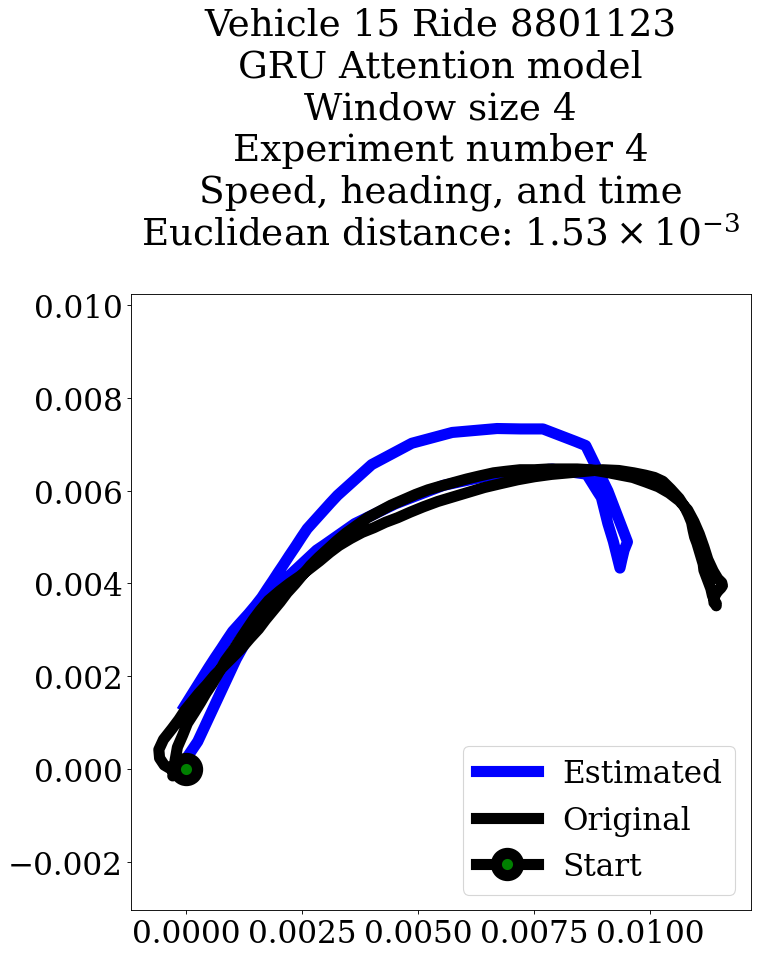 Vehicle 15 Ride 8801123
GRU Attention model
Window size 4
Experiment number 4
Speed, heading, and time
Euclidean distance: 1.53 × 10⁻³
0.010
0.008
0.006
0.004
0.002
0.000
−0.002
Estimated
Original
Start
0.0000 0.0025 0.0050 0.0075 0.0100